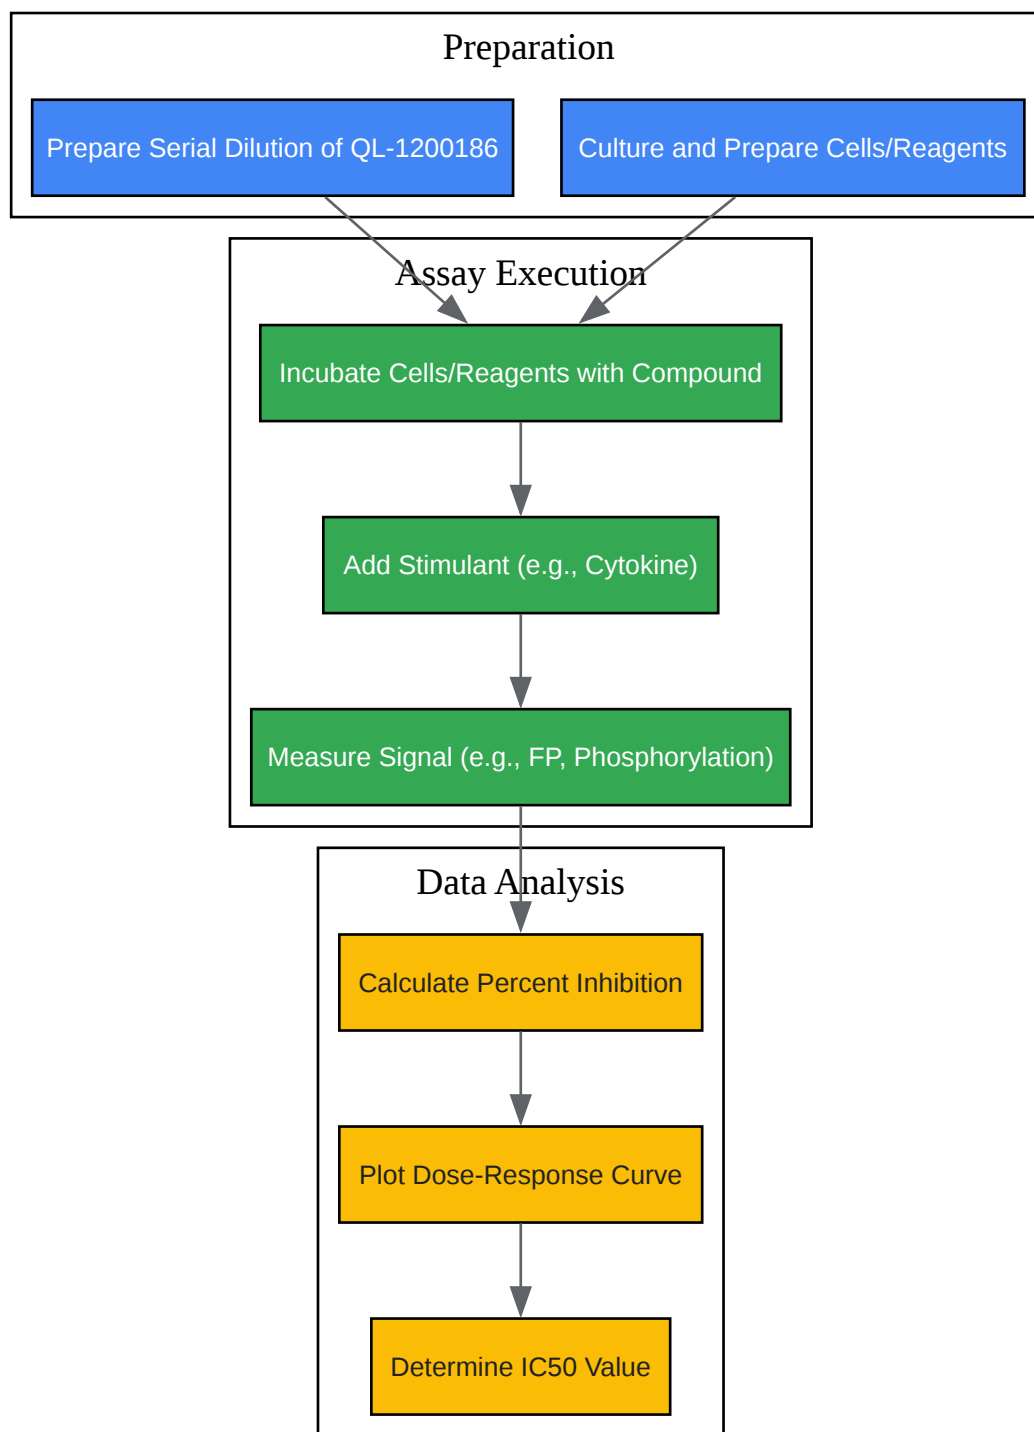 Preparation
Prepare Serial Dilution of QL-1200186
Culture and Prepare Cells/Reagents
Assay Execution
Incubate Cells/Reagents with Compound
Add Stimulant (e.g., Cytokine)
Measure Signal (e.g., FP, Phosphorylation)
Data Analysis
Calculate Percent Inhibition
Plot Dose-Response Curve
Determine IC50 Value